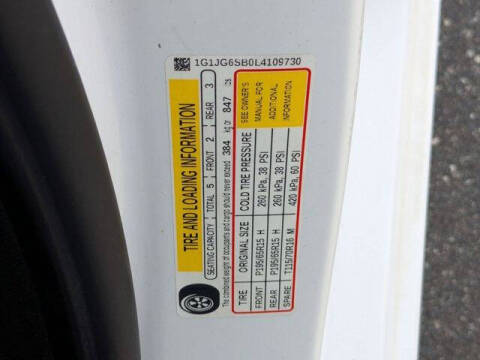 1G1JG6SB0L4109730
TIRE AND LOADING INFORMATION
SEATING CAPACITY TOTAL 5 FRONT 2 REAR 3
The combined weight of occupants and cargo should never exceed 384 kg or 847 lbs
TIRE ORIGINAL SIZE COLD TIRE PRESSURE
FRONT P195/65R15 H 260 kPa, 38 PSI
REAR P195/65R15 H 260 kPa, 38 PSI
SPARE T115/70R16 M 420 kPa, 60 PSI
SEE OWNER'S
MANUAL FOR
ADDITIONAL
INFORMATION